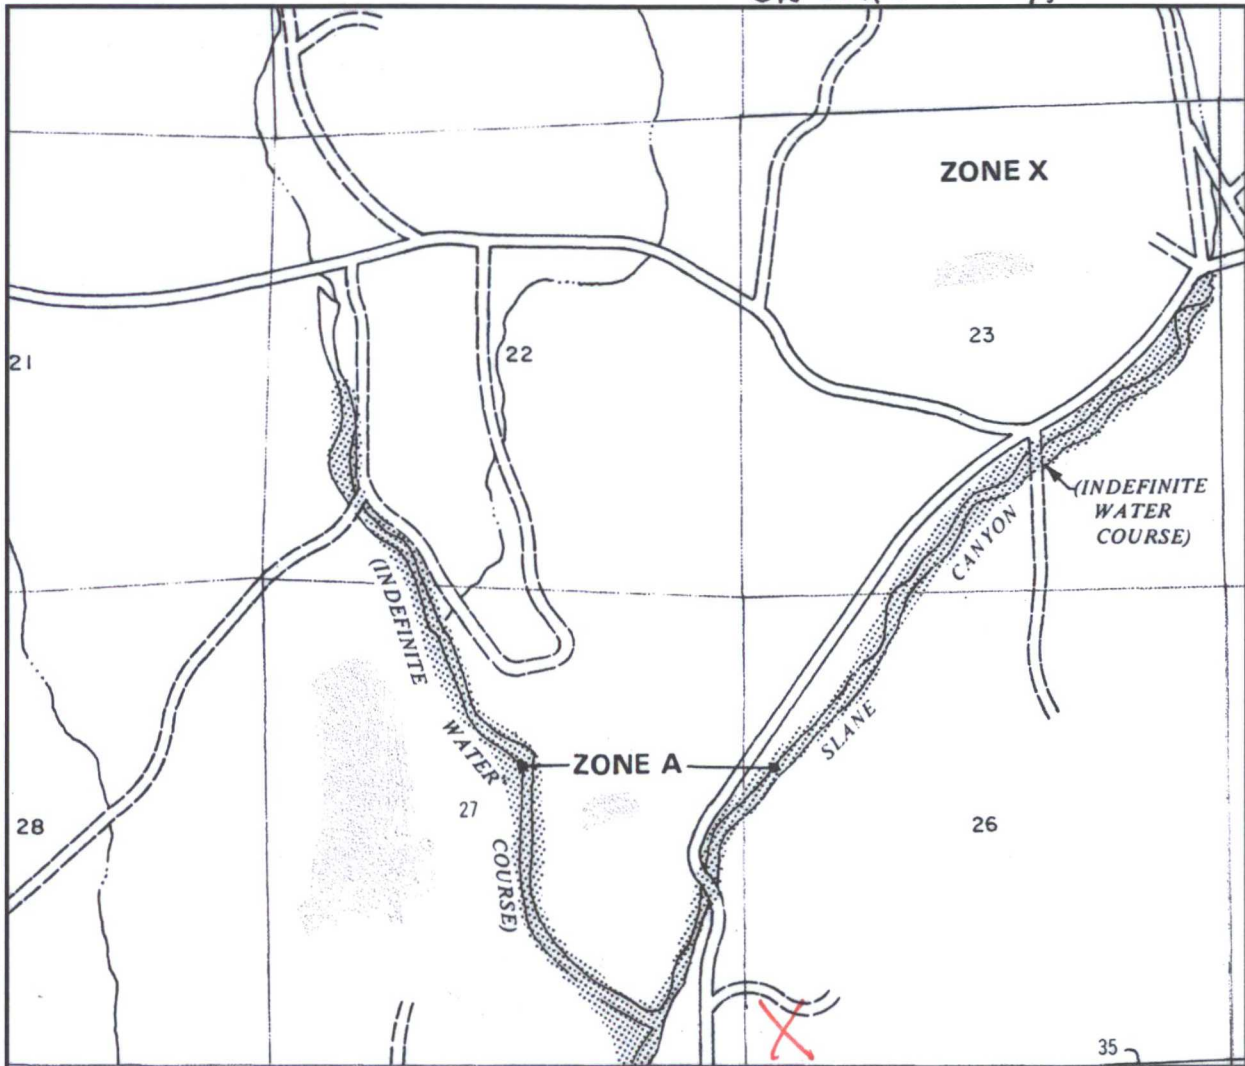 ZONE X
23
21
22
(INDEFINITE
WATER
COURSE)
CANYON
(INDEFINITE
WATER
COURSE)
SLANE
ZONE A
27
28
26
35
X